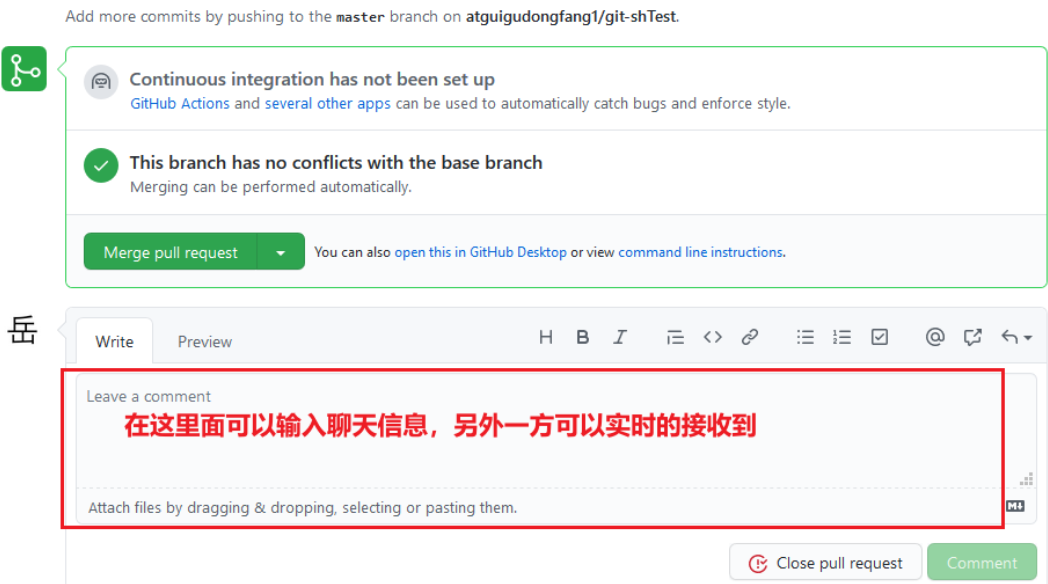 Add more commits by pushing to the master branch on atguigudongfang1/git-shTest.
Continuous integration has not been set up
GitHub Actions and several other apps can be used to automatically catch bugs and enforce style.
This branch has no conflicts with the base branch
Merging can be performed automatically.
Merge pull request You can also open this in GitHub Desktop or view command line instructions.
岳
Write Preview H B I @
Leave a comment
在这里面可以输入聊天信息，另外一方可以实时的接收到
Attach files by dragging & dropping, selecting or pasting them.
M↓
Close pull request Comment